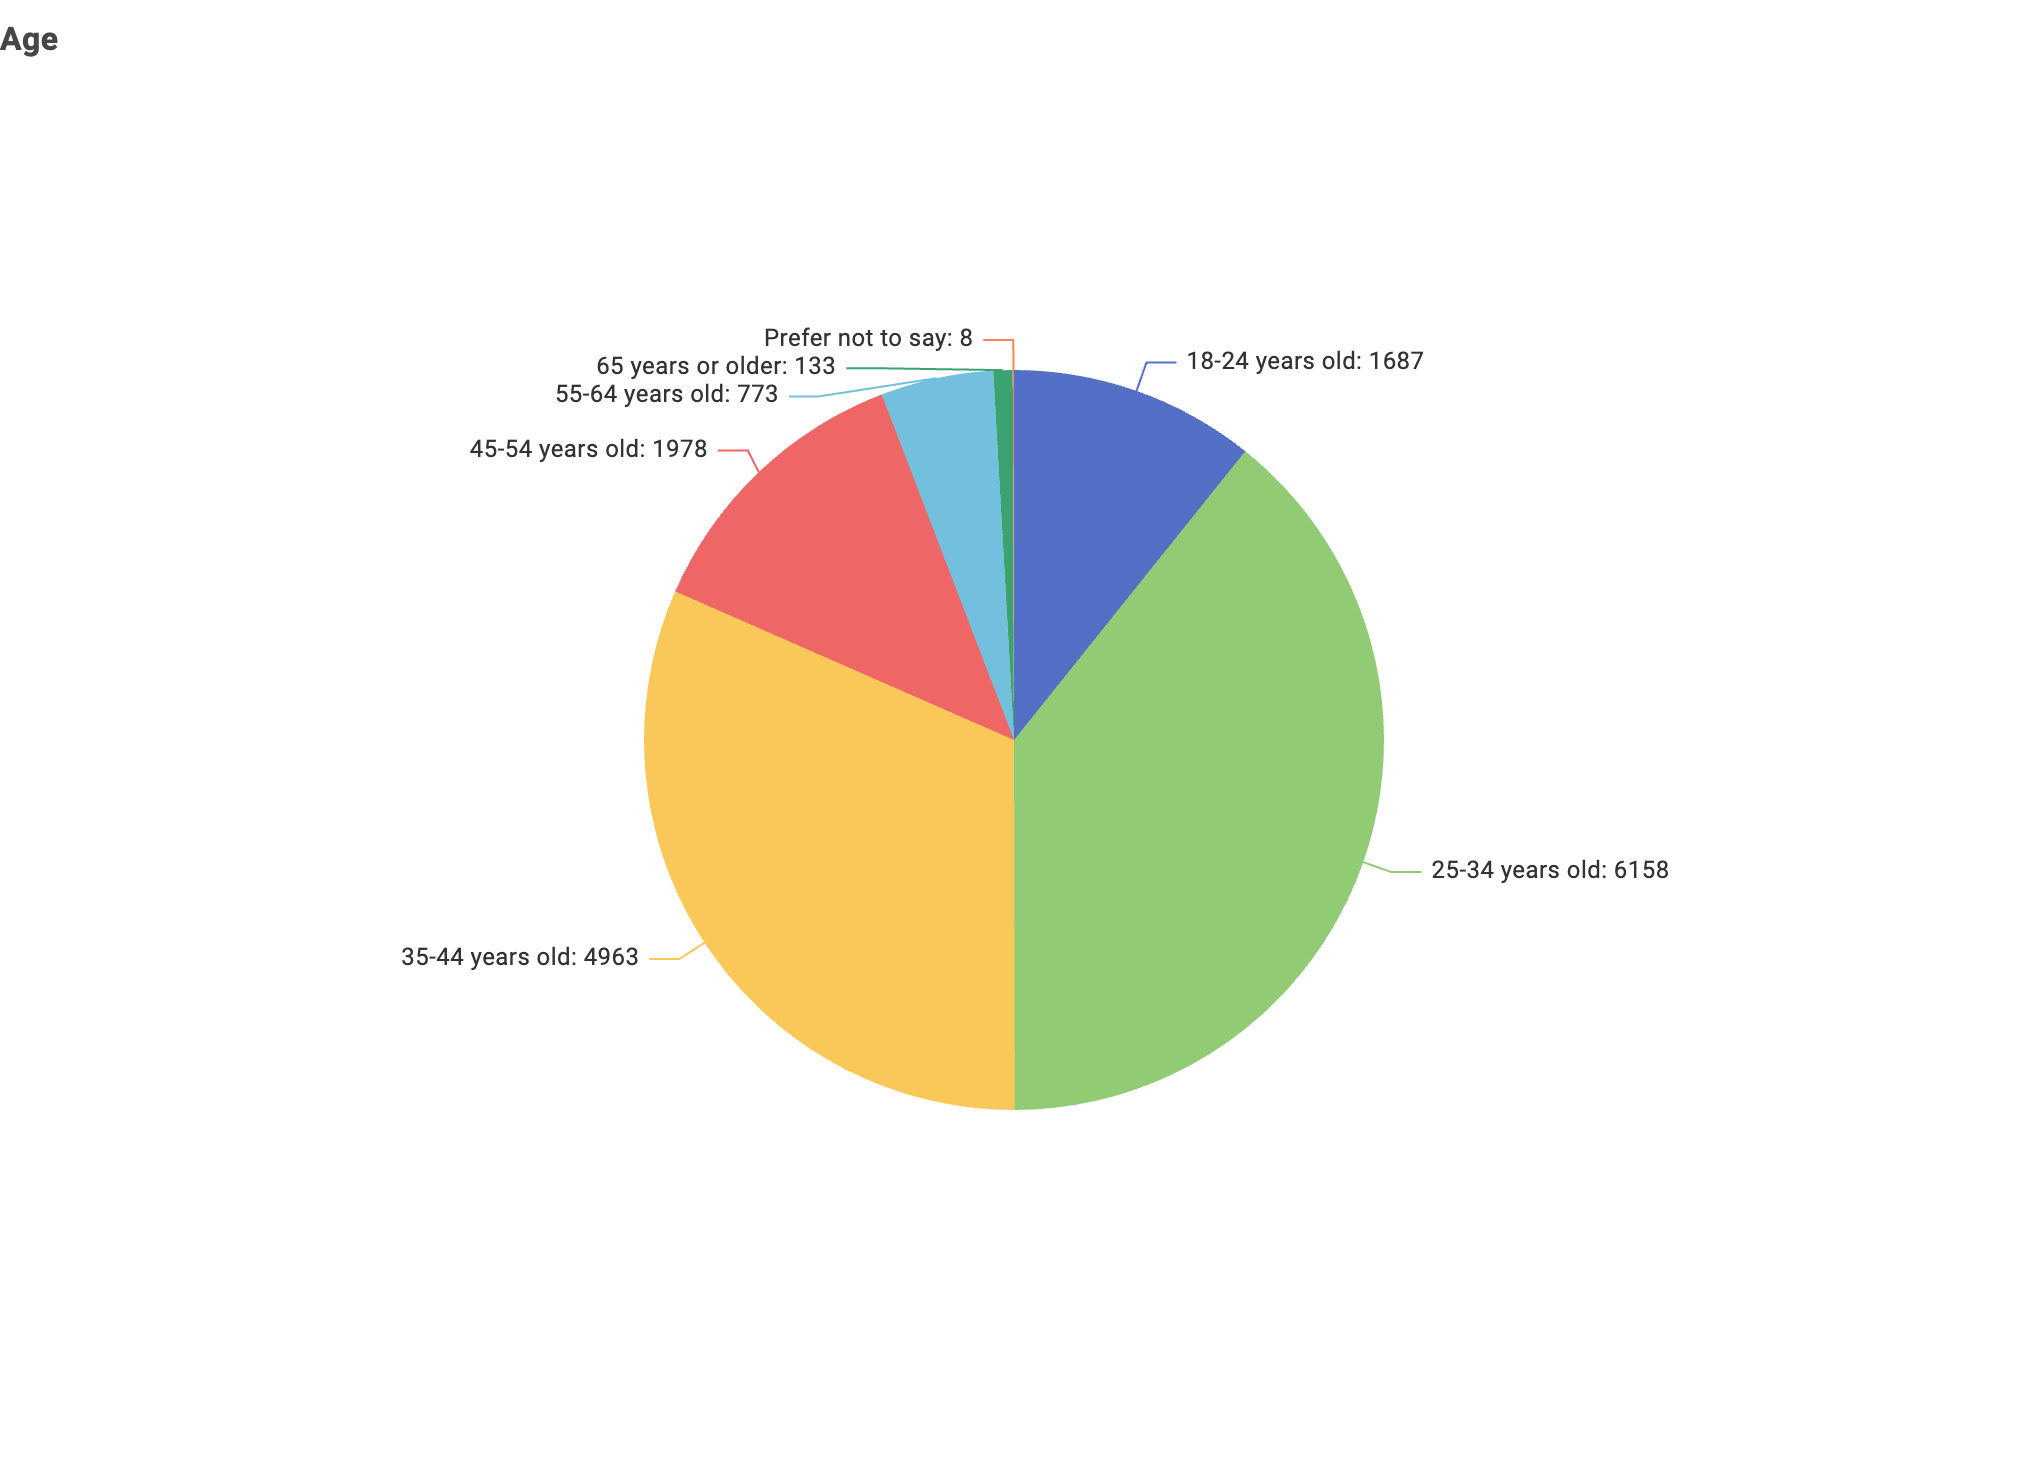 Age
Prefer not to say: 8
18-24 years old: 1687
65 years or older: 133
55-64 years old: 773
45-54 years old: 1978
25-34 years old: 6158
35-44 years old: 4963